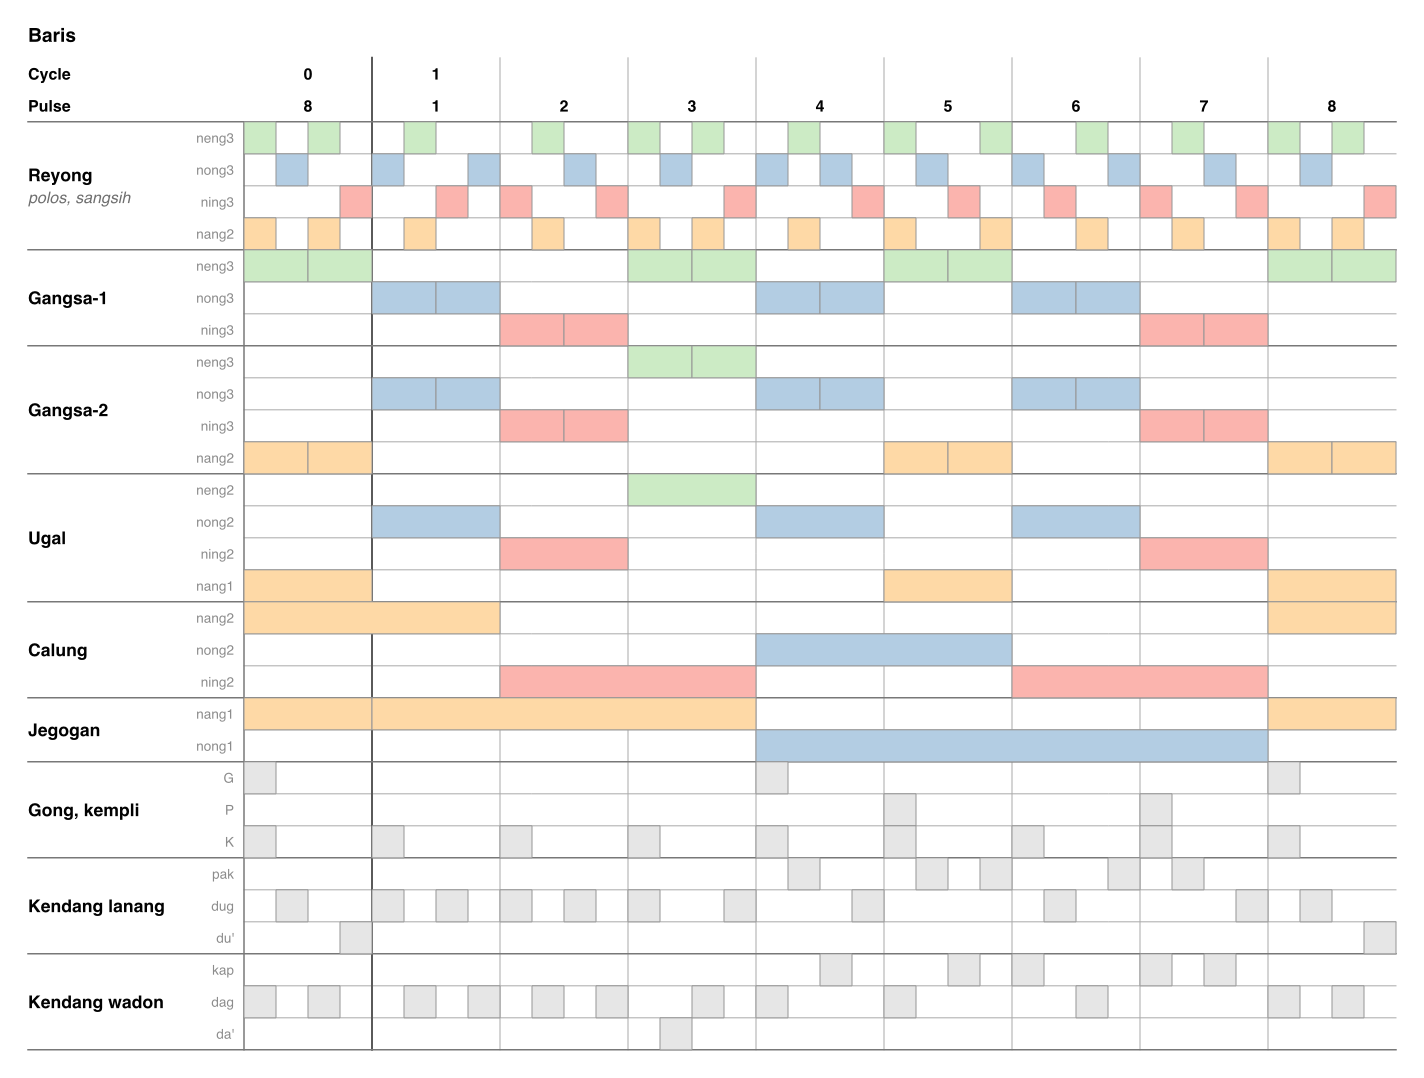 Baris
Cycle 0 1
Pulse 8 1 2 3 4 5 6 7 8
Reyong
polos, sangsih
neng3
nong3
ning3
nang2
Gangsa-1
neng3
nong3
ning3
Gangsa-2
neng3
nong3
ning3
nang2
Ugal
neng2
nong2
ning2
nang1
Calung
nang2
nong2
ning2
Jegogan
nang1
nong1
Gong, kempli
G
P
K
Kendang lanang
pak
dug
du'
Kendang wadon
kap
dag
da'